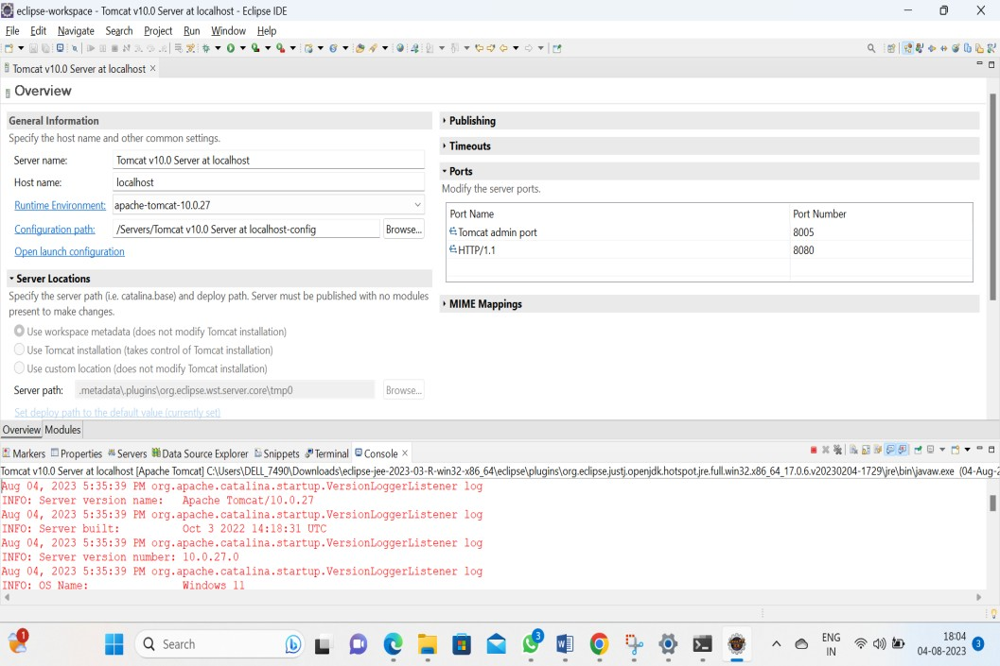 eclipse-workspace - Tomcat v10.0 Server at localhost - Eclipse IDE
File Edit Navigate Search Project Run Window Help
Tomcat v10.0 Server at localhost
Overview
General Information
Specify the host name and other common settings.
Server name: Tomcat v10.0 Server at localhost
Host name: localhost
Runtime Environment: apache-tomcat-10.0.27
Configuration path: /Servers/Tomcat v10.0 Server at localhost-config Browse...
Open launch configuration
Server Locations
Specify the server path (i.e. catalina.base) and deploy path. Server must be published with no modules
present to make changes.
Use workspace metadata (does not modify Tomcat installation)
Use Tomcat installation (takes control of Tomcat installation)
Use custom location (does not modify Tomcat installation)
Server path: .metadata\.plugins\org.eclipse.wst.server.core\tmp0 Browse...
Set deploy path to the default value (currently set)
Publishing
Timeouts
Ports
Modify the server ports.
Port Name Port Number
Tomcat admin port 8005
HTTP/1.1 8080
MIME Mappings
Overview Modules
Markers Properties Servers Data Source Explorer Snippets Terminal Console
Tomcat v10.0 Server at localhost [Apache Tomcat] C:\Users\DELL_7490\Downloads\eclipse-jee-2023-03-R-win32-x86_64\eclipse\plugins\org.eclipse.justj.openjdk.hotspot.jre.full.win32.x86_64_17.0.6.v20230204-1729\jre\bin\javaw.exe (04-Aug-2
Aug 04, 2023 5:35:39 PM org.apache.catalina.startup.VersionLoggerListener log
INFO: Server version name: Apache Tomcat/10.0.27
Aug 04, 2023 5:35:39 PM org.apache.catalina.startup.VersionLoggerListener log
INFO: Server built: Oct 3 2022 14:18:31 UTC
Aug 04, 2023 5:35:39 PM org.apache.catalina.startup.VersionLoggerListener log
INFO: Server version number: 10.0.27.0
Aug 04, 2023 5:35:39 PM org.apache.catalina.startup.VersionLoggerListener log
INFO: OS Name: Windows 11
1
Search
3
ENG
IN
18:04
04-08-2023
3